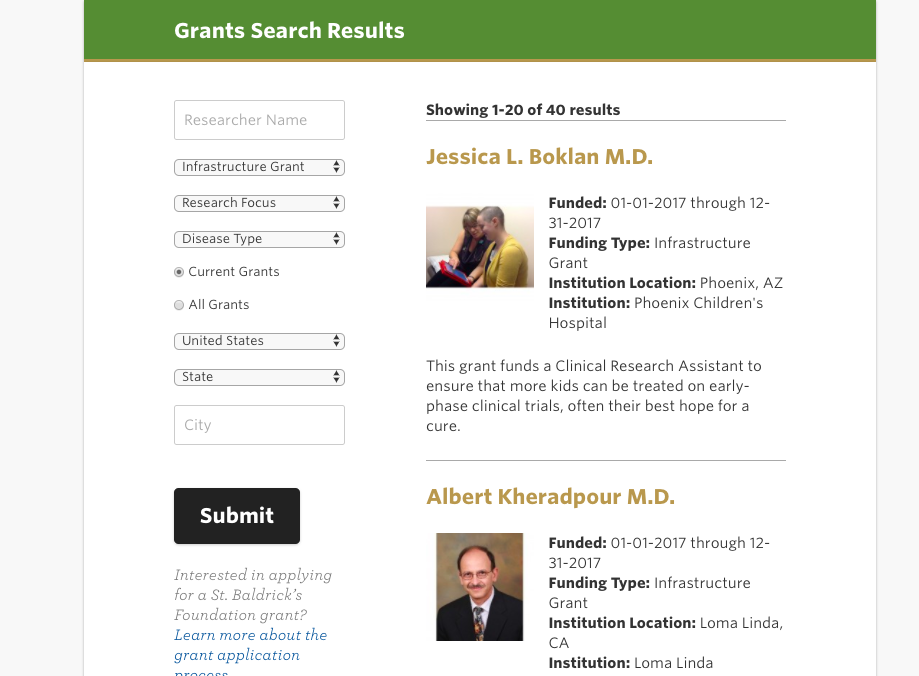 Grants Search Results
Researcher Name
Infrastructure Grant
Research Focus
Disease Type
Current Grants
All Grants
United States
State
City
Submit
Interested in applying
for a St. Baldrick's
Foundation grant?
Learn more about the
grant application
process
Showing 1-20 of 40 results
Jessica L. Boklan M.D.
Funded: 01-01-2017 through 12-
31-2017
Funding Type: Infrastructure
Grant
Institution Location: Phoenix, AZ
Institution: Phoenix Children's
Hospital
This grant funds a Clinical Research Assistant to
ensure that more kids can be treated on early-
phase clinical trials, often their best hope for a
cure.
Albert Kheradpour M.D.
Funded: 01-01-2017 through 12-
31-2017
Funding Type: Infrastructure
Grant
Institution Location: Loma Linda,
CA
Institution: Loma Linda